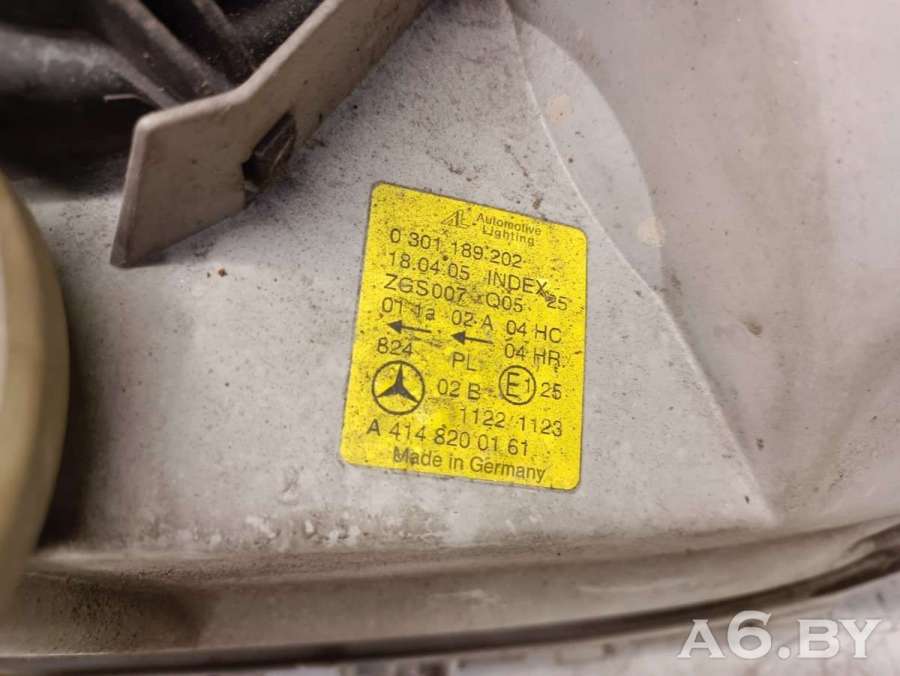 Automotive
Lighting
0 301 189 202
18.04.05 INDEX 25
ZGS007 Q05 25
01 1a 02 A 04 HC
824 PL 04 HR
02 B E1 25
1122 1123
A 414 820 01 61
Made in Germany
A6.BY